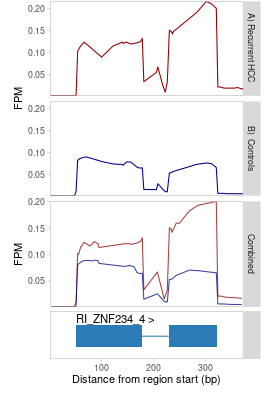 0.20
0.15
0.10
0.05
FPM
A) Recurrent HCC
0.20
0.15
0.10
0.05
FPM
B) Controls
0.20
0.15
0.10
0.05
FPM
Combined
RI_ZNF234_4 >
100
200
300
Distance from region start (bp)